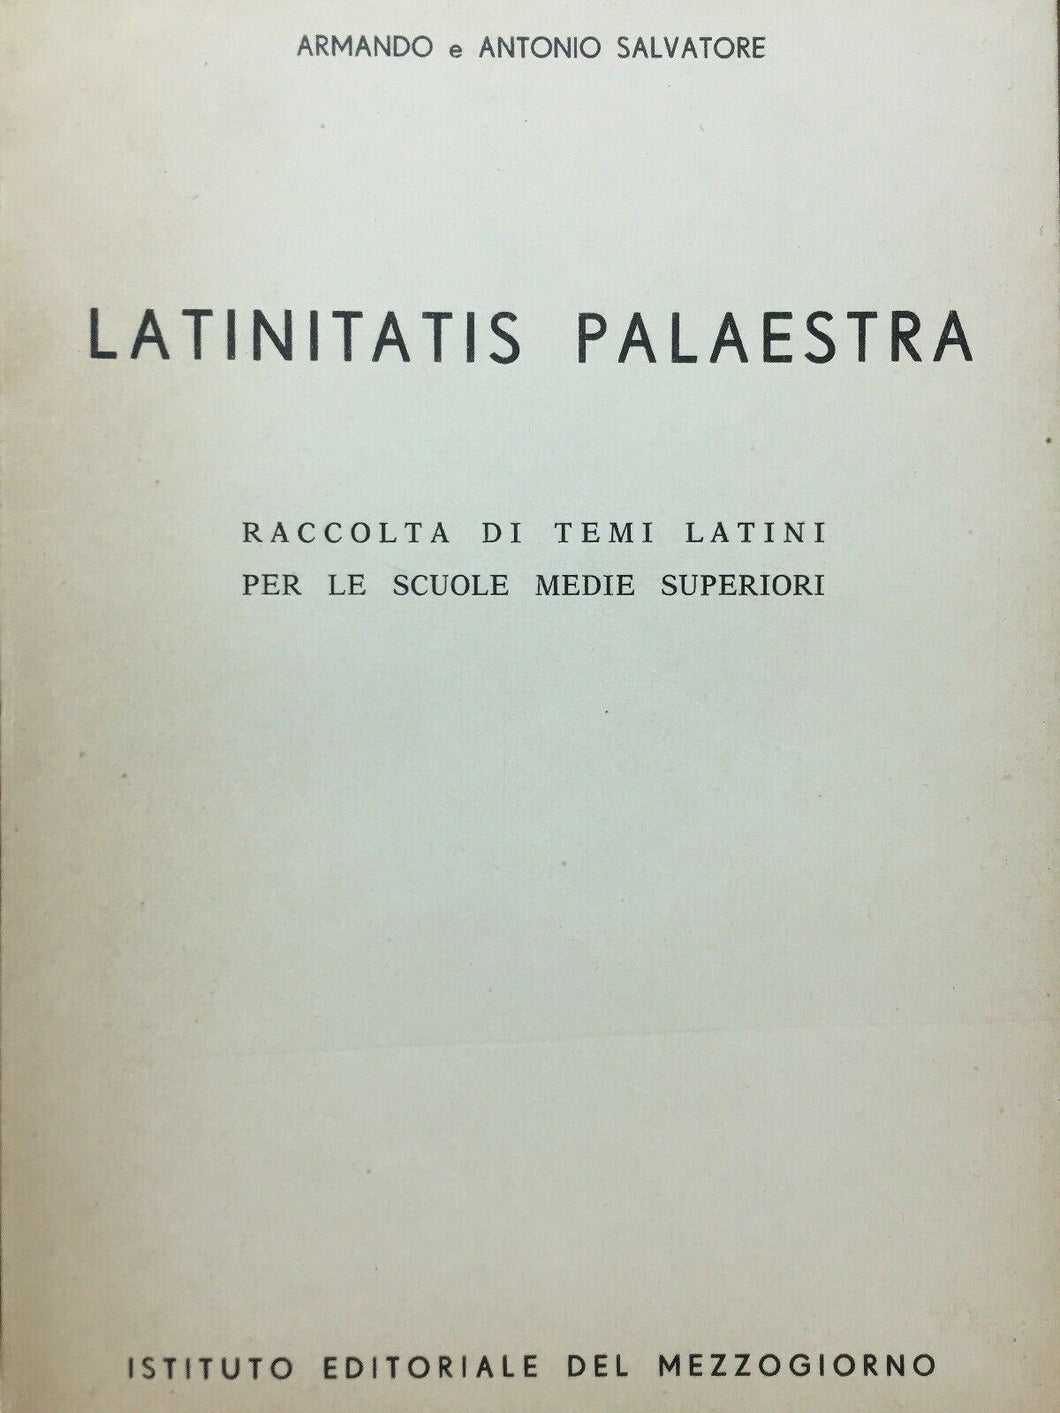 ARMANDO e ANTONIO SALVATORE
LATINITATIS PALAESTRA
RACCOLTA DI TEMI LATINI
PER LE SCUOLE MEDIE SUPERIORI
ISTITUTO EDITORIALE DEL MEZZOGIORNO